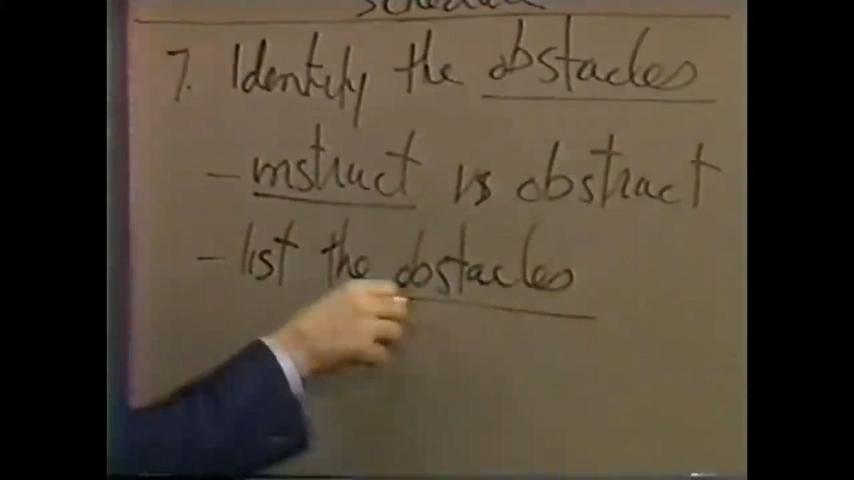 7. Identify the obstacles
- instruct vs obstruct
- list the obstacles